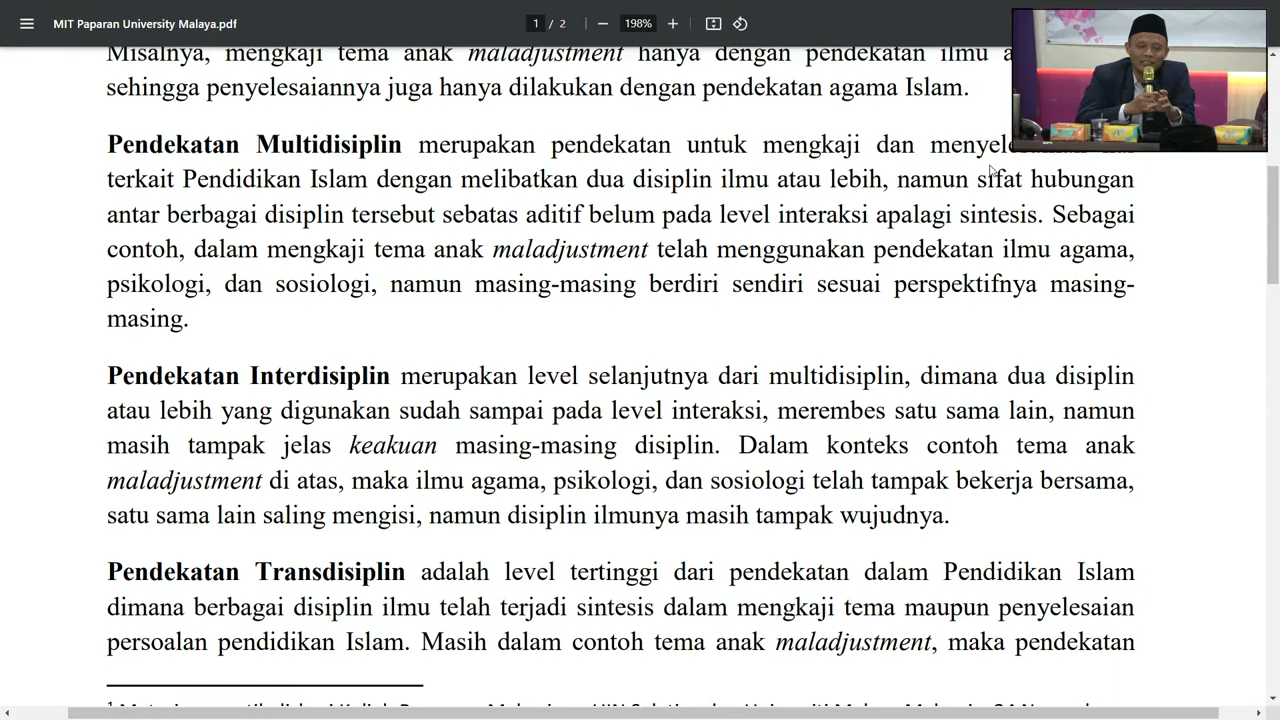 MIT Paparan University Malaya.pdf
1 / 2
198%
Misalnya, mengkaji tema anak maladjustment hanya dengan pendekatan ilmu
sehingga penyelesaiannya juga hanya dilakukan dengan pendekatan agama Islam.
Pendekatan Multidisiplin merupakan pendekatan untuk mengkaji dan
terkait Pendidikan Islam dengan melibatkan dua disiplin ilmu atau lebih, namun sifat hubungan
antar berbagai disiplin tersebut sebatas aditif belum pada level interaksi apalagi sintesis. Sebagai
contoh, dalam mengkaji tema anak maladjustment telah menggunakan pendekatan ilmu agama,
psikologi, dan sosiologi, namun masing-masing berdiri sendiri sesuai perspektifnya masing-
masing.
Pendekatan Interdisiplin merupakan level selanjutnya dari multidisiplin, dimana dua disiplin
atau lebih yang digunakan sudah sampai pada level interaksi, merembes satu sama lain, namun
masih tampak jelas keakuan masing-masing disiplin. Dalam konteks contoh tema anak
maladjustment di atas, maka ilmu agama, psikologi, dan sosiologi telah tampak bekerja bersama,
satu sama lain saling mengisi, namun disiplin ilmunya masih tampak wujudnya.
Pendekatan Transdisiplin adalah level tertinggi dari pendekatan dalam Pendidikan Islam
dimana berbagai disiplin ilmu telah terjadi sintesis dalam mengkaji tema maupun penyelesaian
persoalan pendidikan Islam. Masih dalam contoh tema anak maladjustment, maka pendekatan